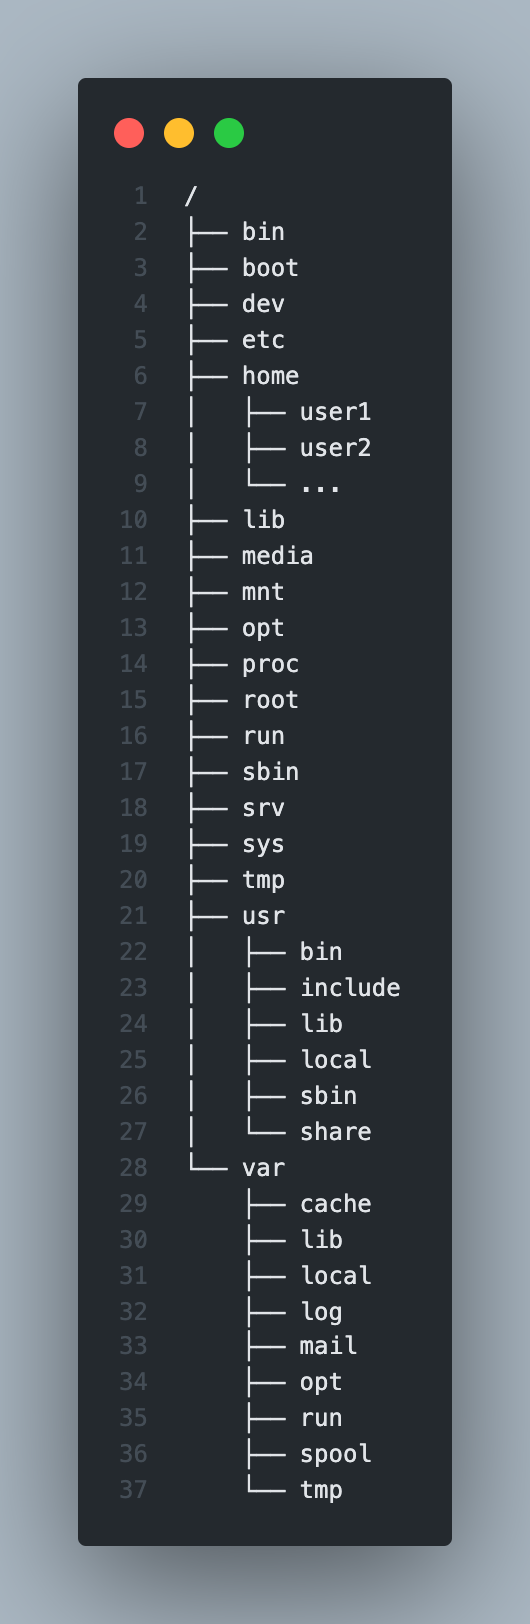 1 /
2 ├── bin
3 ├── boot
4 ├── dev
5 ├── etc
6 ├── home
7 │   ├── user1
8 │   ├── user2
9 │   └── ...
10 ├── lib
11 ├── media
12 ├── mnt
13 ├── opt
14 ├── proc
15 ├── root
16 ├── run
17 ├── sbin
18 ├── srv
19 ├── sys
20 ├── tmp
21 ├── usr
22 │   ├── bin
23 │   ├── include
24 │   ├── lib
25 │   ├── local
26 │   ├── sbin
27 │   └── share
28 └── var
29     ├── cache
30     ├── lib
31     ├── local
32     ├── log
33     ├── mail
34     ├── opt
35     ├── run
36     ├── spool
37     └── tmp